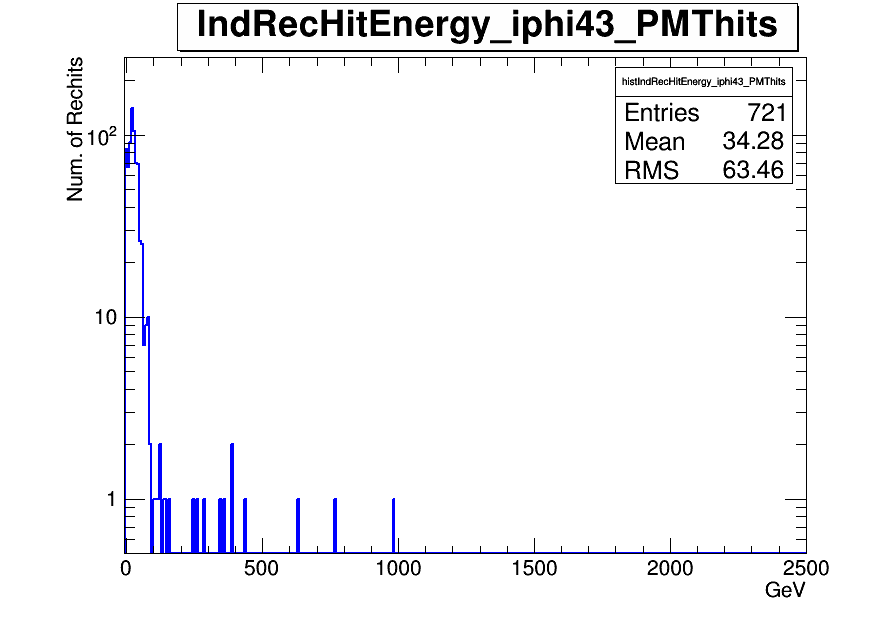 IndRecHitEnergy_iphi43_PMThits
histIndRecHitEnergy_iphi43_PMThits
Entries 721
Mean 34.28
RMS 63.46
Num. of Rechits
10²
10
1
0 500 1000 1500 2000 2500
GeV